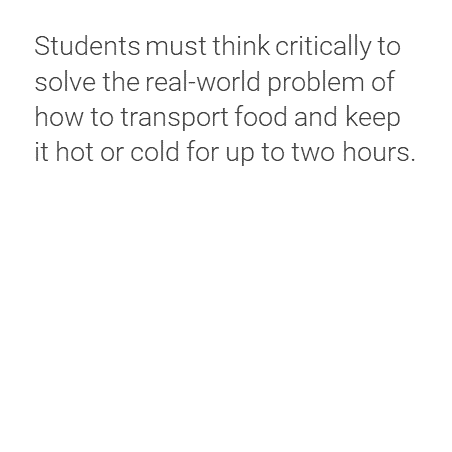 Students must think critically to
solve the real-world problem of
how to transport food and keep
it hot or cold for up to two hours.